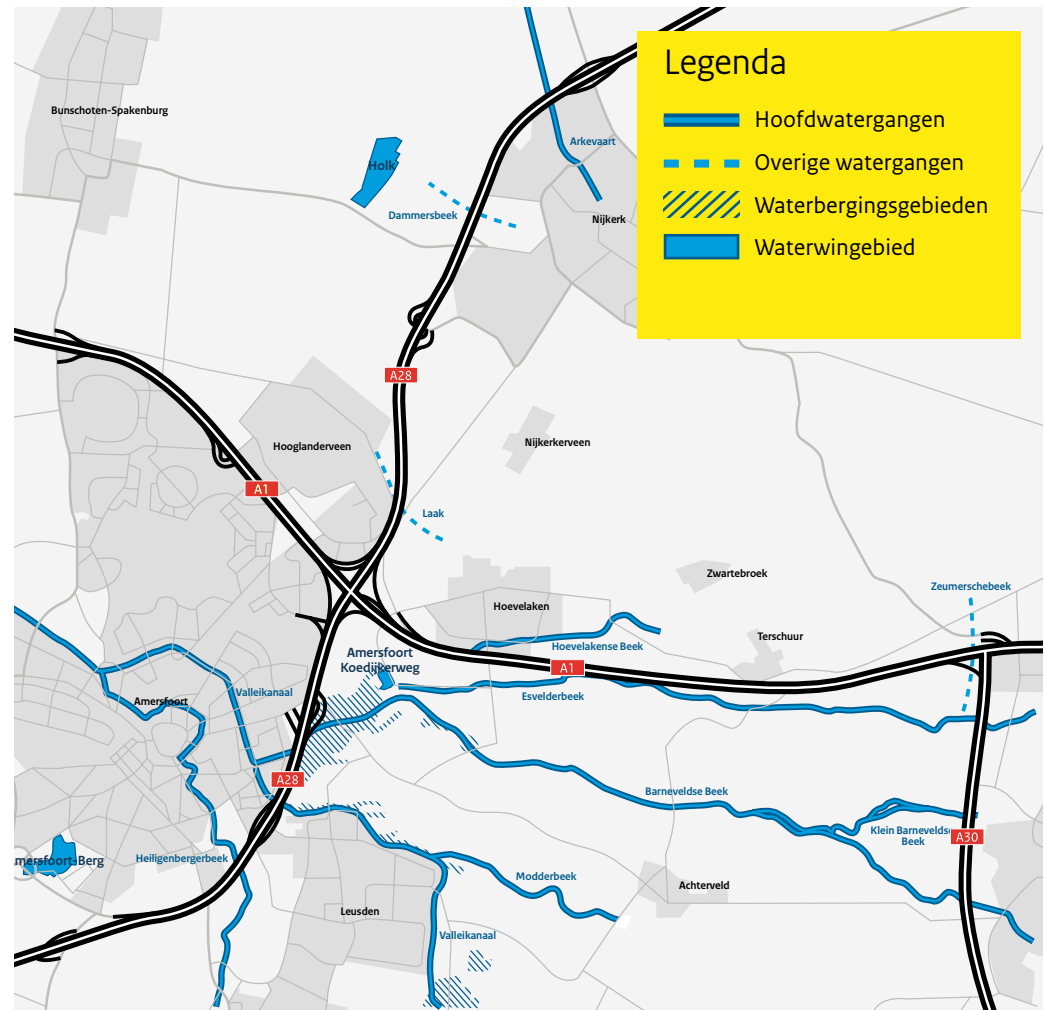 Legenda
Hoofdwatergangen
Overige watergangen
Waterbergingsgebieden
Waterwingebied
Bunschoten-Spakenburg
Arkevaart
Holk
Dammersbeek
Nijkerk
A28
Hooglanderveen
Nijkerkerveen
A1
Laak
Zwartebroek
Zeumerschebeek
Hoevelaken
Terschuur
Hoevelakense Beek
Amersfoort
Koedijkerweg
A1
Valleikanaal
Esvelderbeek
Amersfoort
A28
Barneveldse Beek
Klein Barneveldse
Beek
A30
mersfoort-Berg
Heiligenbergerbeek
Modderbeek
Achterveld
Leusden
Valleikanaal